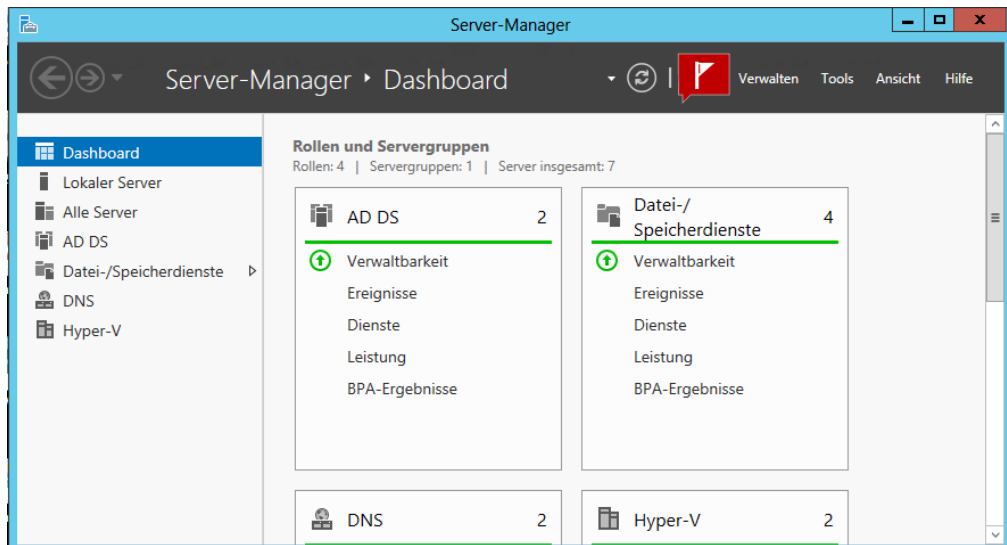 Server-Manager
Server-Manager ‣ Dashboard
Verwalten Tools Ansicht Hilfe
Dashboard
Lokaler Server
Alle Server
AD DS
Datei-/Speicherdienste
DNS
Hyper-V
Rollen und Servergruppen
Rollen: 4 | Servergruppen: 1 | Server insgesamt: 7
AD DS 2
Verwaltbarkeit
Ereignisse
Dienste
Leistung
BPA-Ergebnisse
Datei-/
Speicherdienste 4
Verwaltbarkeit
Ereignisse
Dienste
Leistung
BPA-Ergebnisse
DNS 2
Hyper-V 2